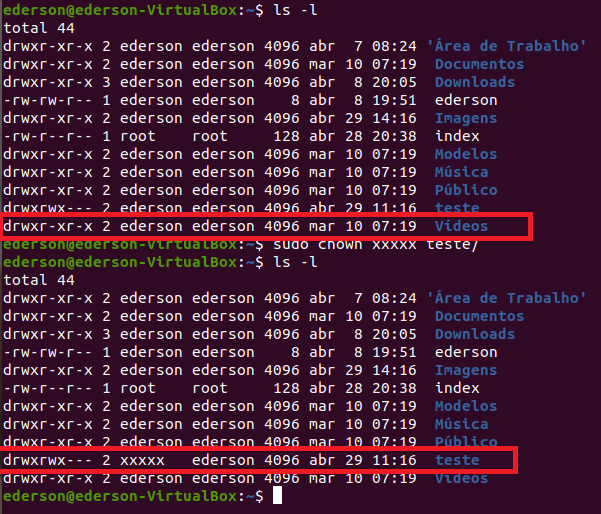 ederson@ederson-VirtualBox:~$ ls -l
total 44
drwxr-xr-x 2 ederson ederson 4096 abr  7 08:24 'Área de Trabalho'
drwxr-xr-x 2 ederson ederson 4096 mar 10 07:19  Documentos
drwxr-xr-x 3 ederson ederson 4096 abr  8 20:05  Downloads
-rw-rw-r-- 1 ederson ederson    8 abr  8 19:51  ederson
drwxr-xr-x 2 ederson ederson 4096 abr 29 14:16  Imagens
-rw-r--r-- 1 root    root     128 abr 28 20:38  index
drwxr-xr-x 2 ederson ederson 4096 mar 10 07:19  Modelos
drwxr-xr-x 2 ederson ederson 4096 mar 10 07:19  Música
drwxr-xr-x 2 ederson ederson 4096 mar 10 07:19  Público
drwxrwx--- 2 ederson ederson 4096 abr 29 11:16  teste
drwxr-xr-x 2 ederson ederson 4096 mar 10 07:19  Vídeos
ederson@ederson-VirtualBox:~$ sudo chown xxxxx teste/
ederson@ederson-VirtualBox:~$ ls -l
total 44
drwxr-xr-x 2 ederson ederson 4096 abr  7 08:24 'Área de Trabalho'
drwxr-xr-x 2 ederson ederson 4096 mar 10 07:19  Documentos
drwxr-xr-x 3 ederson ederson 4096 abr  8 20:05  Downloads
-rw-rw-r-- 1 ederson ederson    8 abr  8 19:51  ederson
drwxr-xr-x 2 ederson ederson 4096 abr 29 14:16  Imagens
-rw-r--r-- 1 root    root     128 abr 28 20:38  index
drwxr-xr-x 2 ederson ederson 4096 mar 10 07:19  Modelos
drwxr-xr-x 2 ederson ederson 4096 mar 10 07:19  Música
drwxr-xr-x 2 ederson ederson 4096 mar 10 07:19  Público
drwxrwx--- 2 xxxxx   ederson 4096 abr 29 11:16  teste
drwxr-xr-x 2 ederson ederson 4096 mar 10 07:19  Vídeos
ederson@ederson-VirtualBox:~$